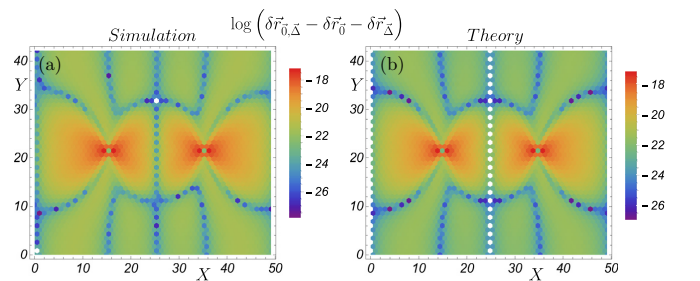 Simulation
log (δr⃗_{0⃗,Δ⃗} − δr⃗_{0⃗} − δr⃗_{Δ⃗})
Theory
(a)
Y
40
30
20
10
0
0 10 20 30 40 50
X
- 18
- 20
- 22
- 24
- 26
(b)
Y
40
30
20
10
0
0 10 20 30 40 50
X
- 18
- 20
- 22
- 24
- 26